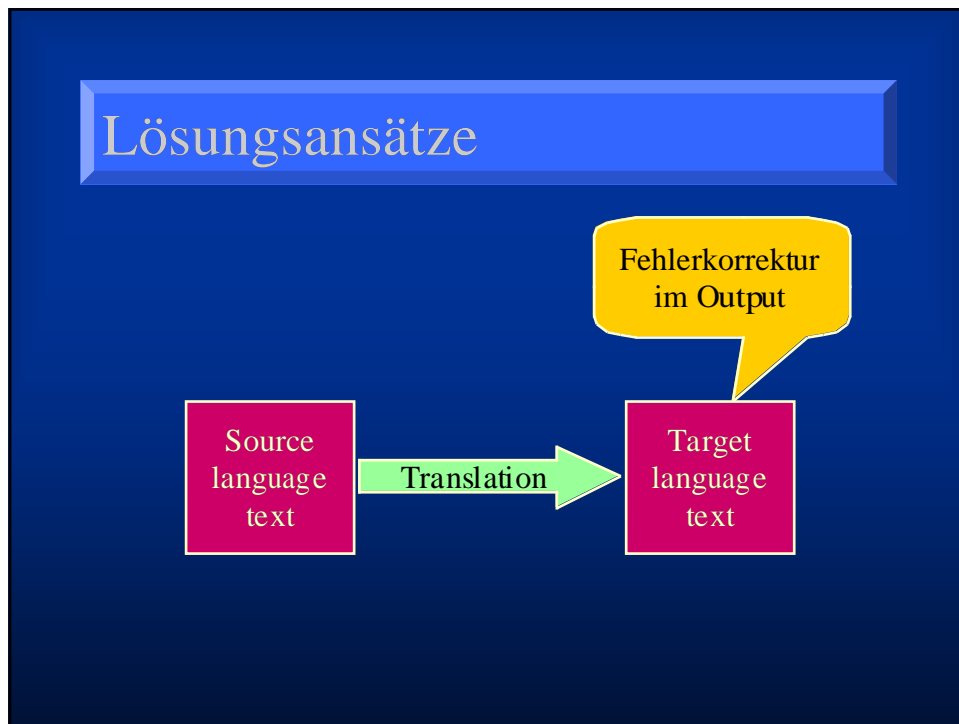 Lösungsansätze
Fehlerkorrektur
im Output
Source
language
text
Translation
Target
language
text